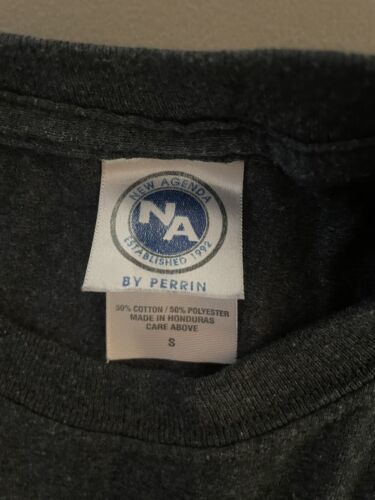 NEW AGENDA
NA
ESTABLISHED 1992
BY PERRIN
50% COTTON / 50% POLYESTER
MADE IN HONDURAS
CARE ABOVE
S